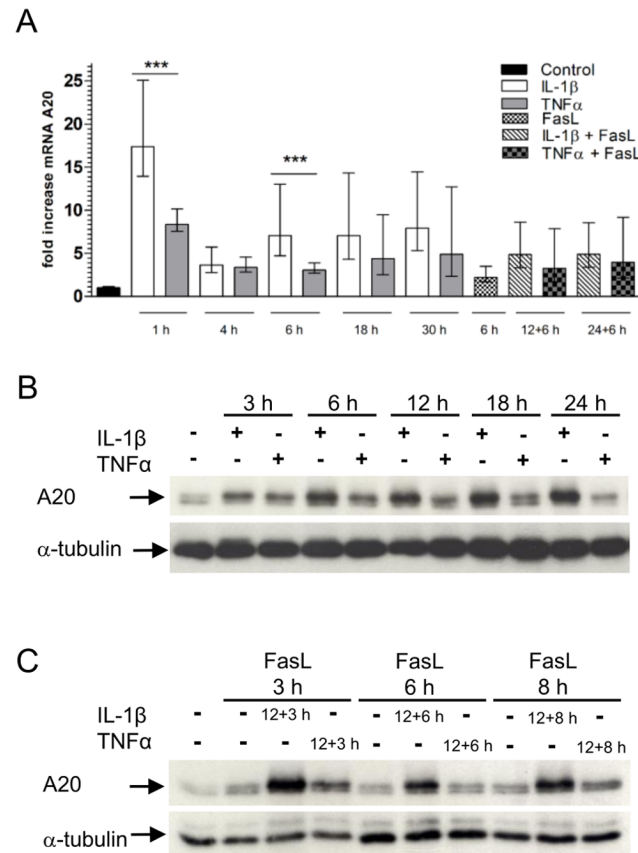 A
fold increase mRNA A20
25
20
15
10
5
0
***
***
Control
IL-1β
TNFα
FasL
IL-1β + FasL
TNFα + FasL
1 h 4 h 6 h 18 h 30 h 6 h 12+6 h 24+6 h
B
3 h 6 h 12 h 18 h 24 h
IL-1β - + - + - + - + - + -
TNFα - - + - + - + - + - +
A20
α-tubulin
C
FasL FasL FasL
3 h 6 h 8 h
IL-1β - - 12+3 h - - 12+6 h - - 12+8 h -
TNFα - - - 12+3 h - - 12+6 h - - 12+8 h
A20
α-tubulin